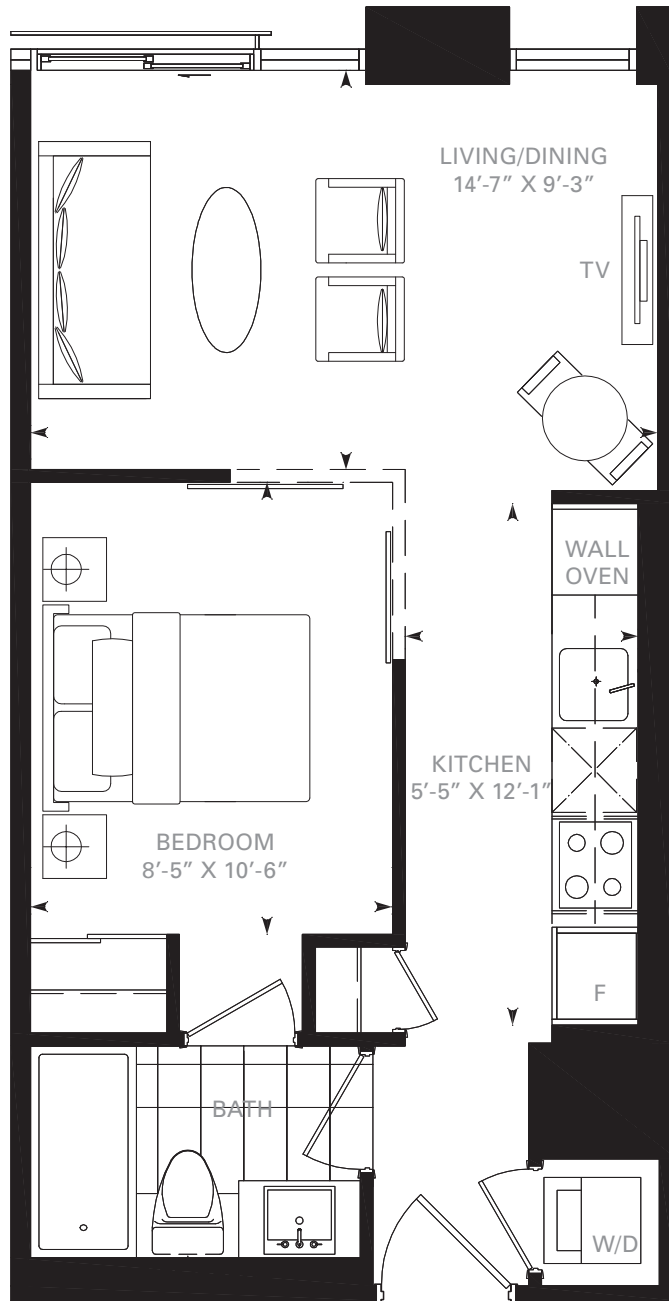 LIVING/DINING
14’-7” X 9’-3”
TV
WALL
OVEN
KITCHEN
5’-5” X 12’-1”
BEDROOM
8’-5” X 10’-6”
F
BATH
W/D